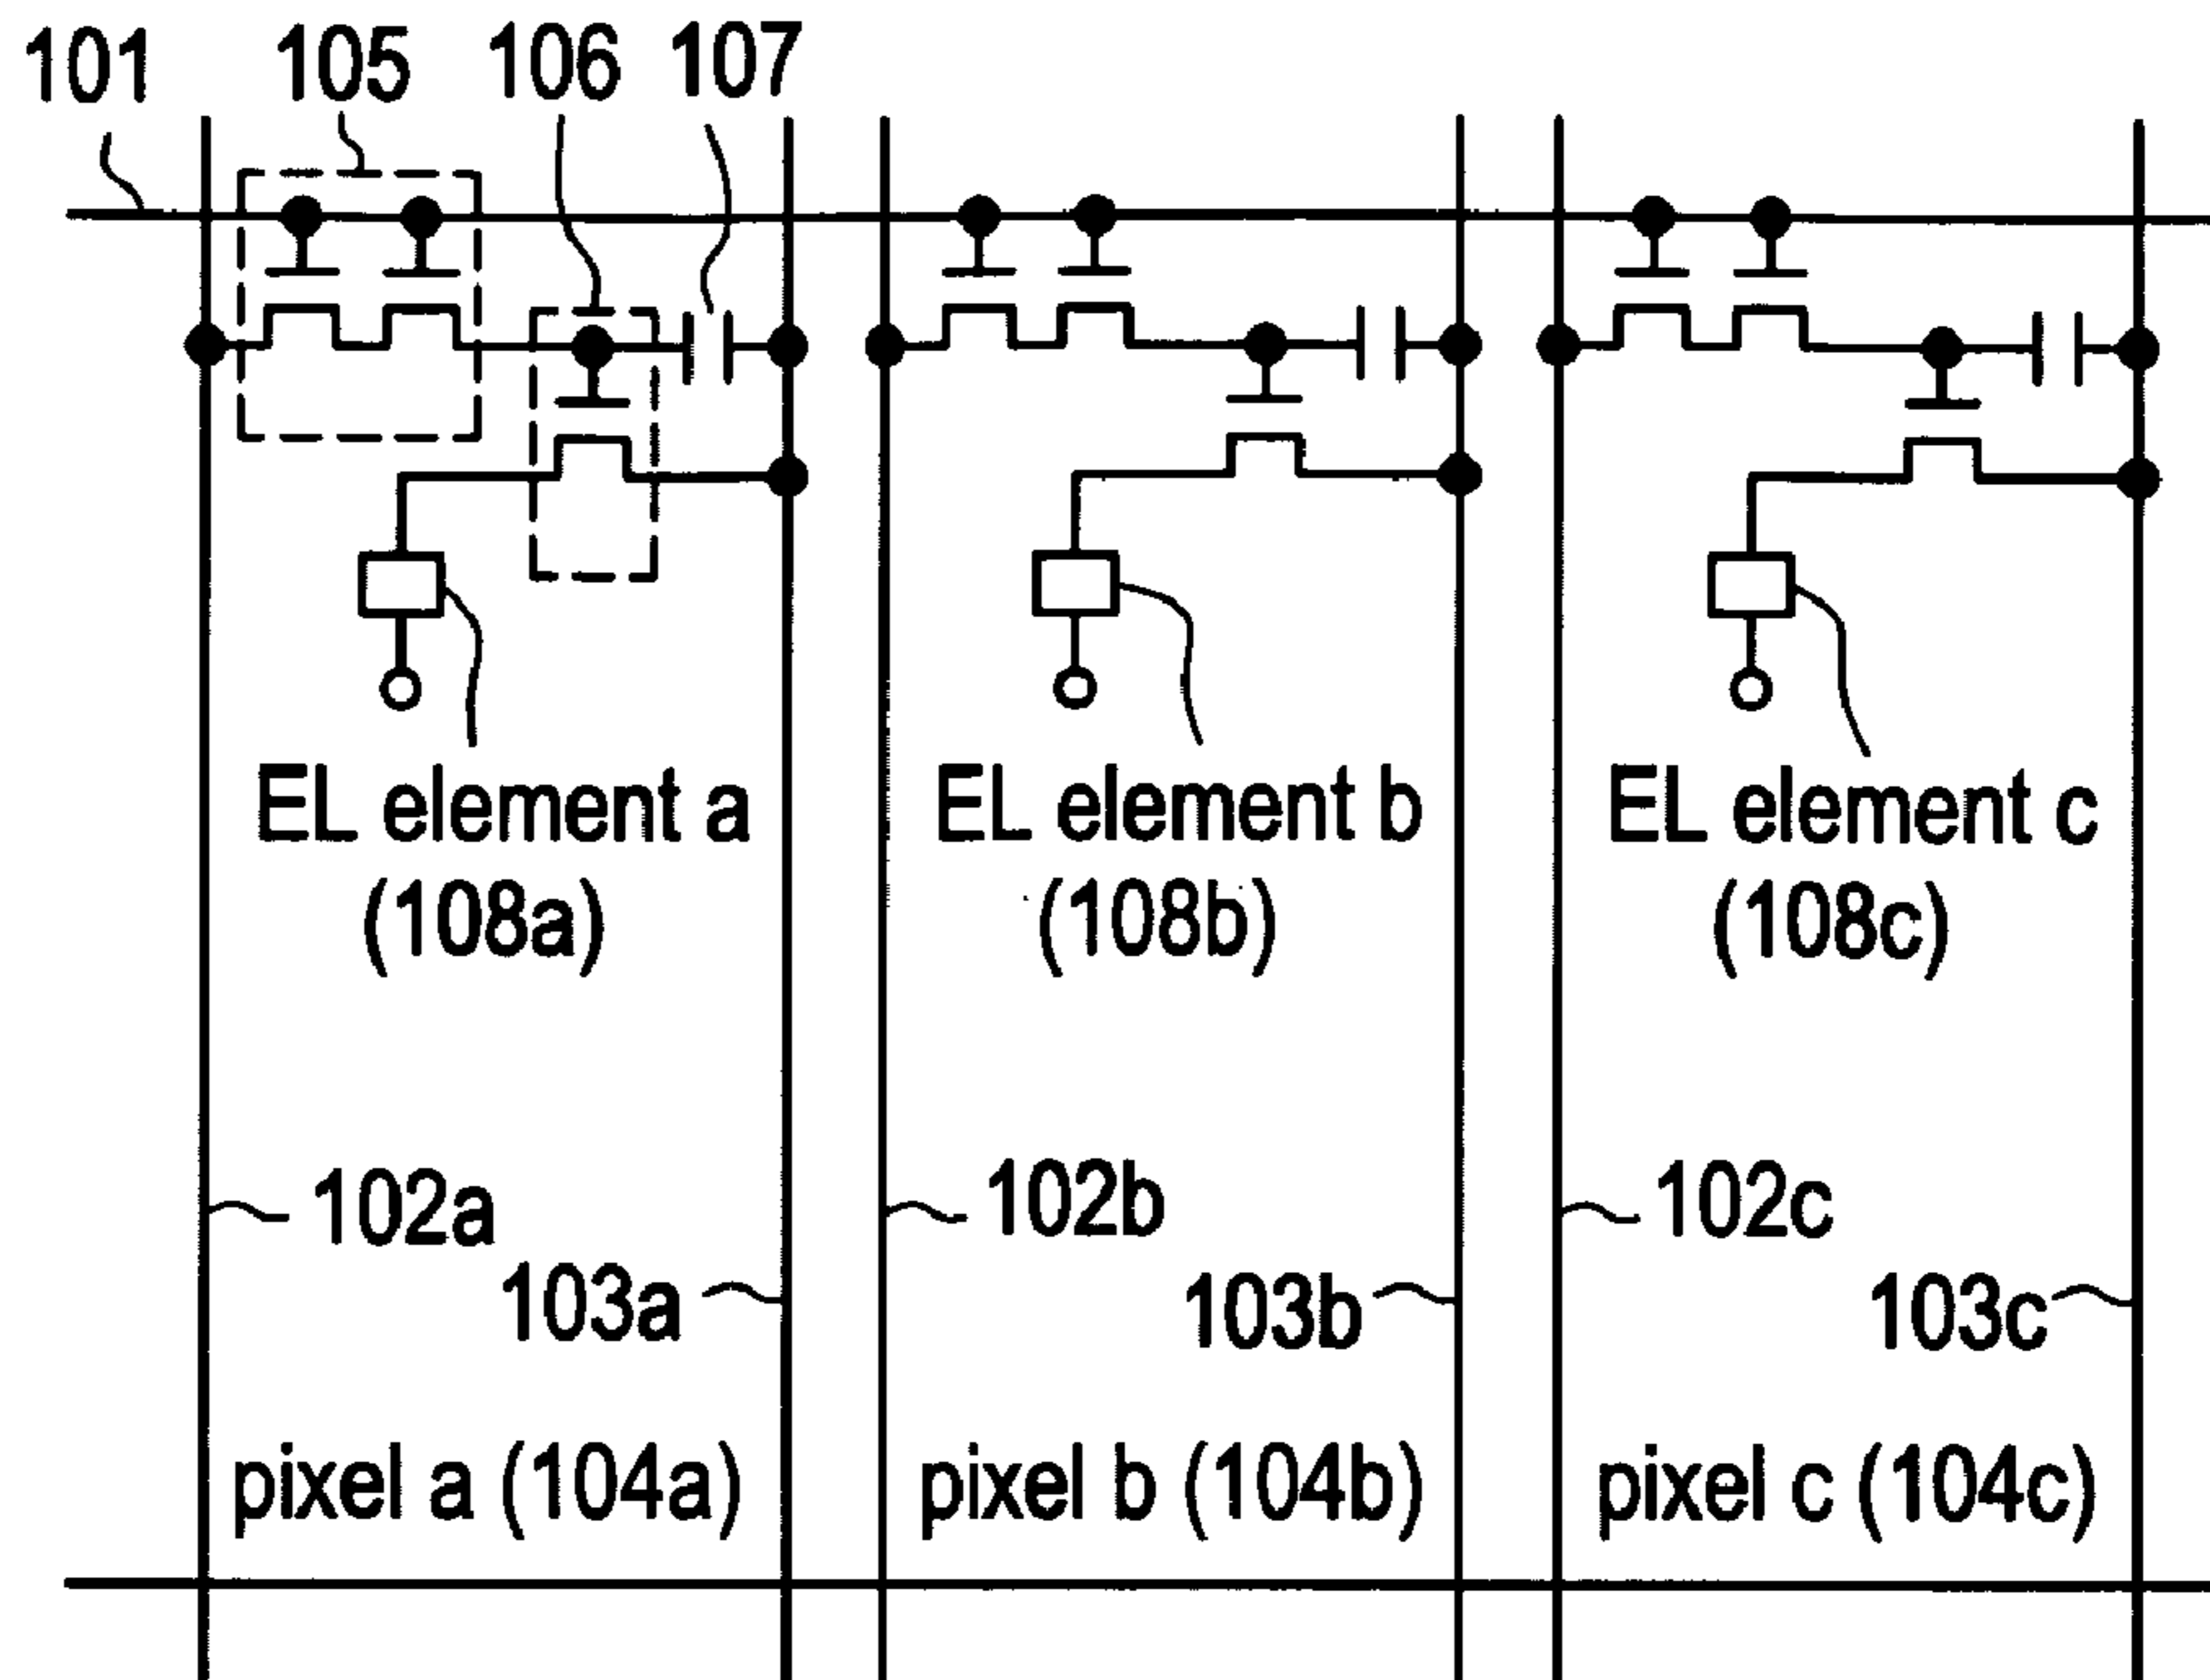 101 105 106 107
EL element a EL element b EL element c
(108a) (108b) (108c)
102a 102b 102c
103a 103b 103c
pixel a (104a) pixel b (104b) pixel c (104c)